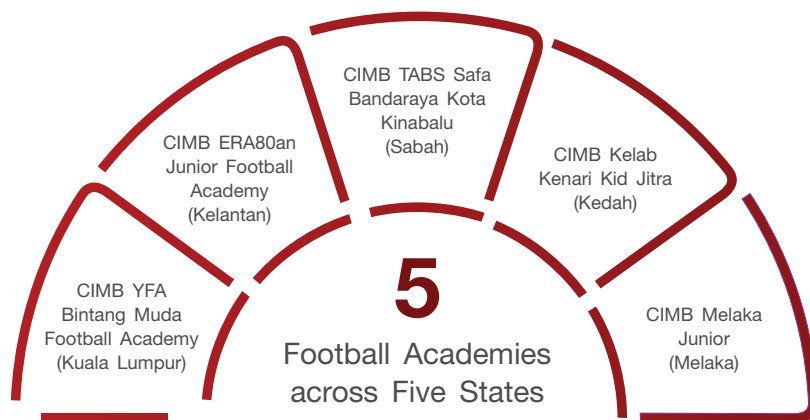 CIMB YFA
Bintang Muda
Football Academy
(Kuala Lumpur)
CIMB ERA80an
Junior Football
Academy
(Kelantan)
CIMB TABS Safa
Bandaraya Kota
Kinabalu
(Sabah)
CIMB Kelab
Kenari Kid Jitra
(Kedah)
CIMB Melaka
Junior
(Melaka)
5
Football Academies
across Five States